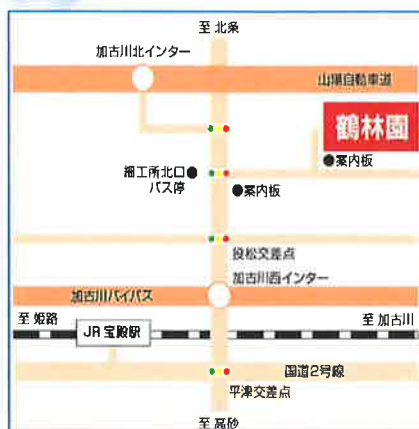 至 北条
加古川北インター
山陽自動車道
鶴林園
●案内板
細工所北口●
バス停
●案内板
投松交差点
加古川西インター
加古川バイパス
至 姫路
至 加古川
JR 宝殿駅
国道2号線
平津交差点
至 高砂